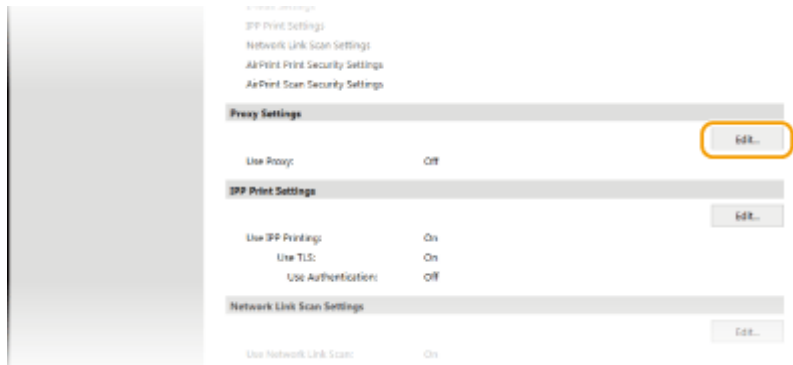 IPP Print Settings
Network Link Scan Settings
AirPrint Print Security Settings
AirPrint Scan Security Settings
Proxy Settings
Edit...
Use Proxy: Off
IPP Print Settings
Edit...
Use IPP Printing: On
Use TLS: On
Use Authentication: Off
Network Link Scan Settings
Edit...
Use Network Link Scan: On